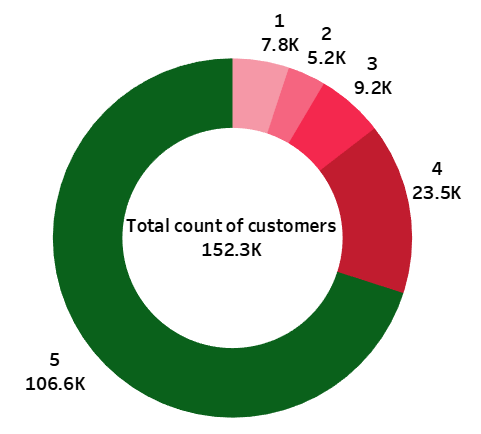 1
7.8K
2
5.2K
3
9.2K
4
23.5K
Total count of customers
152.3K
5
106.6K